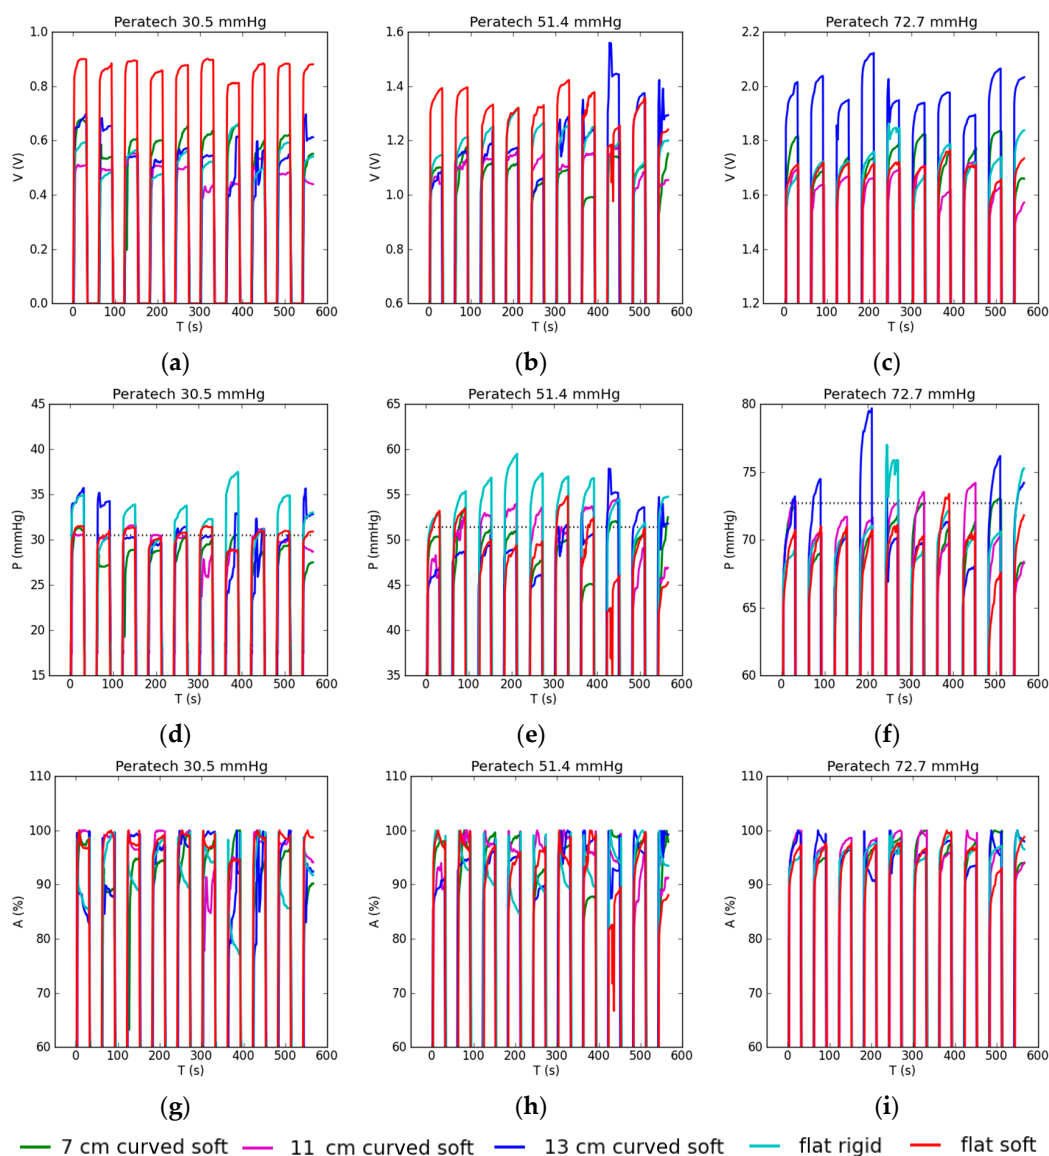 Peratech 30.5 mmHg
Peratech 51.4 mmHg
Peratech 72.7 mmHg
V (V)
1.0
0.8
0.6
0.4
0.2
0.0
0 100 200 300 400 500 600
T (s)
V (V)
1.6
1.4
1.2
1.0
0.8
0.6
0 100 200 300 400 500 600
T (s)
V (V)
2.2
2.0
1.8
1.6
1.4
1.2
0 100 200 300 400 500 600
T (s)
(a)
(b)
(c)
Peratech 30.5 mmHg
Peratech 51.4 mmHg
Peratech 72.7 mmHg
P (mmHg)
45
40
35
30
25
20
15
0 100 200 300 400 500 600
T (s)
P (mmHg)
65
60
55
50
45
40
35
0 100 200 300 400 500 600
T (s)
P (mmHg)
80
75
70
65
60
0 100 200 300 400 500 600
T (s)
(d)
(e)
(f)
Peratech 30.5 mmHg
Peratech 51.4 mmHg
Peratech 72.7 mmHg
A (%)
110
100
90
80
70
60
0 100 200 300 400 500 600
T (s)
A (%)
110
100
90
80
70
60
0 100 200 300 400 500 600
T (s)
A (%)
110
100
90
80
70
60
0 100 200 300 400 500 600
T (s)
(g)
(h)
(i)
7 cm curved soft
11 cm curved soft
13 cm curved soft
flat rigid
flat soft